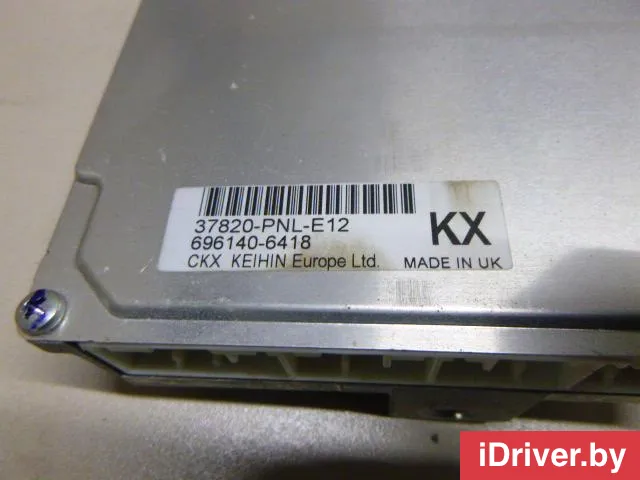 37820-PNL-E12
696140-6418
CKX KEIHIN Europe Ltd.
KX
MADE IN UK
iDriver.by